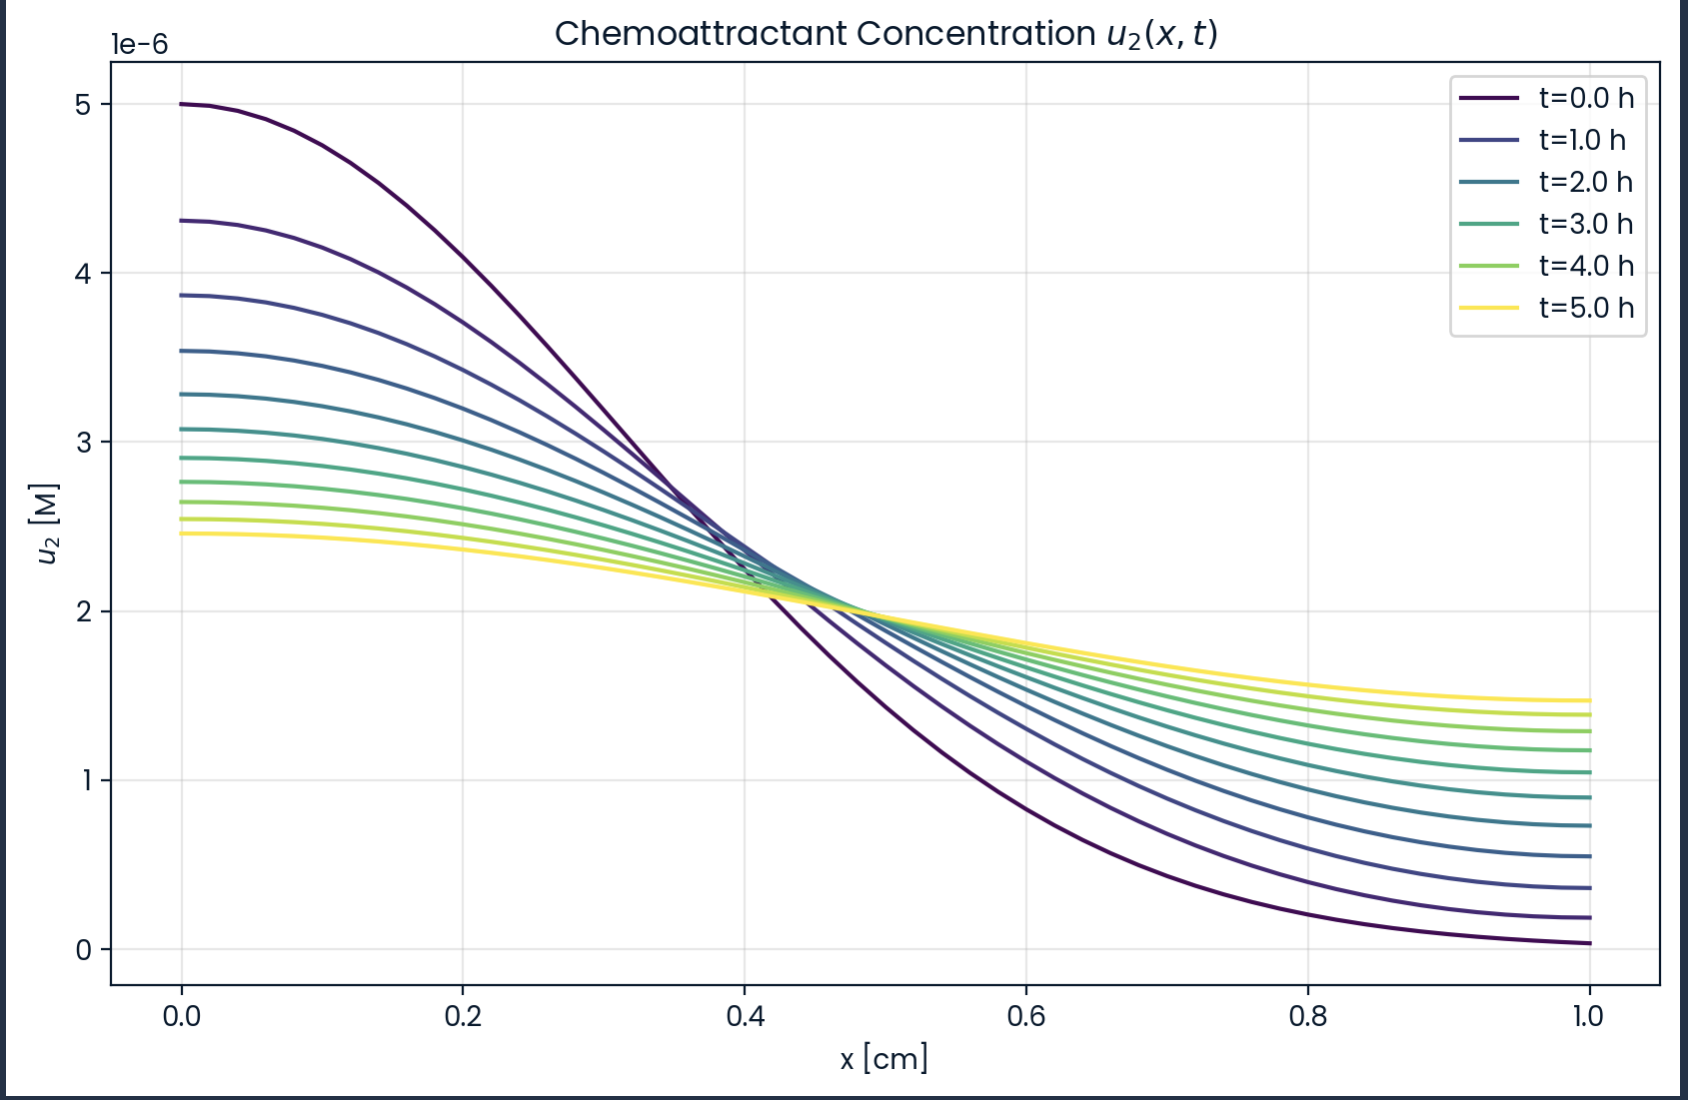 Chemoattractant Concentration u₂(x, t)
1e−6
5
4
3
2
1
0
u₂ [M]
t=0.0 h
t=1.0 h
t=2.0 h
t=3.0 h
t=4.0 h
t=5.0 h
0.0 0.2 0.4 0.6 0.8 1.0
x [cm]